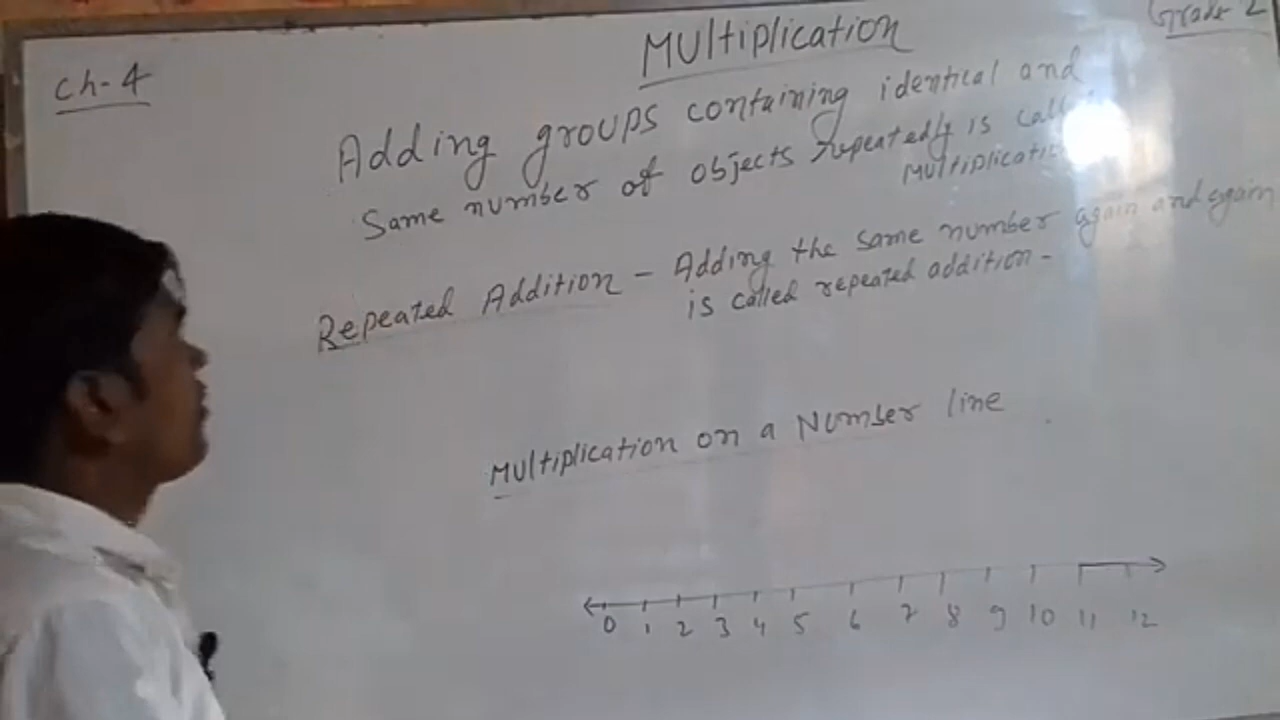 Ch-4
Multiplication
Grade 2
Adding groups containing identical and
Same number of objects repeatedly is
Repeated Addition - Adding the same number again and again
is called repeated addition -
Multiplication on a Number line
0 1 2 3 4 5 6 7 8 9 10 11 12